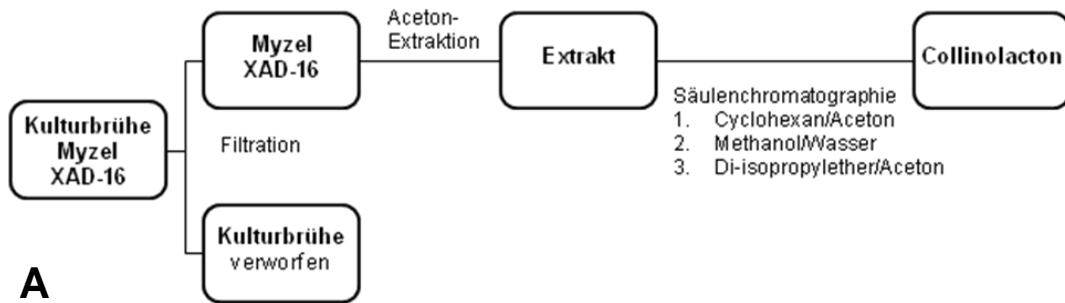 Kulturbrühe
Myzel
XAD-16
Filtration
Myzel
XAD-16
Kulturbrühe
verworfen
Aceton-
Extraktion
Extrakt
Säulenchromatographie
1. Cyclohexan/Aceton
2. Methanol/Wasser
3. Di-isopropylether/Aceton
Collinolacton
A